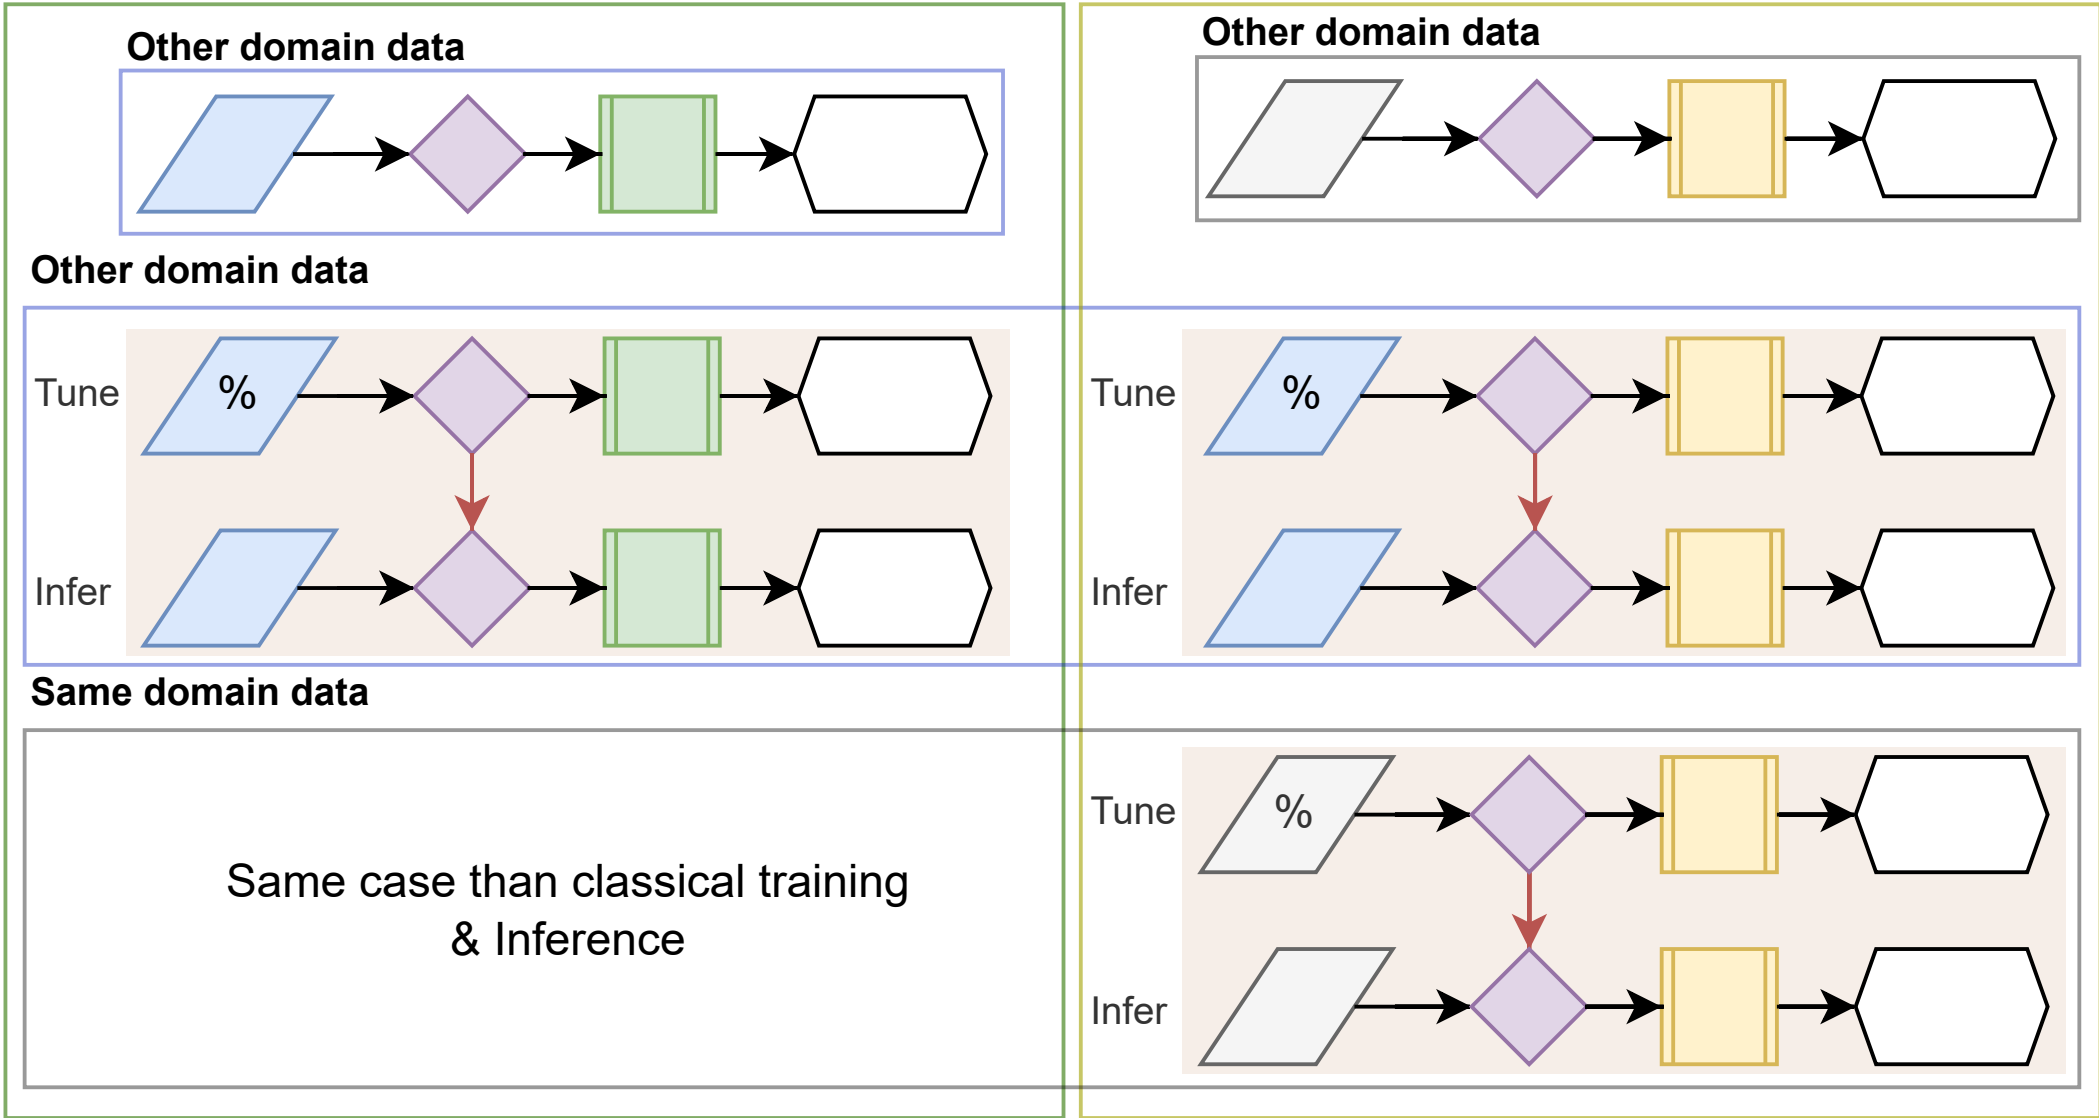 Other domain data
Other domain data
Other domain data
Tune
%
Tune
%
Infer
Infer
Same domain data
Same case than classical training
& Inference
Tune
%
Infer